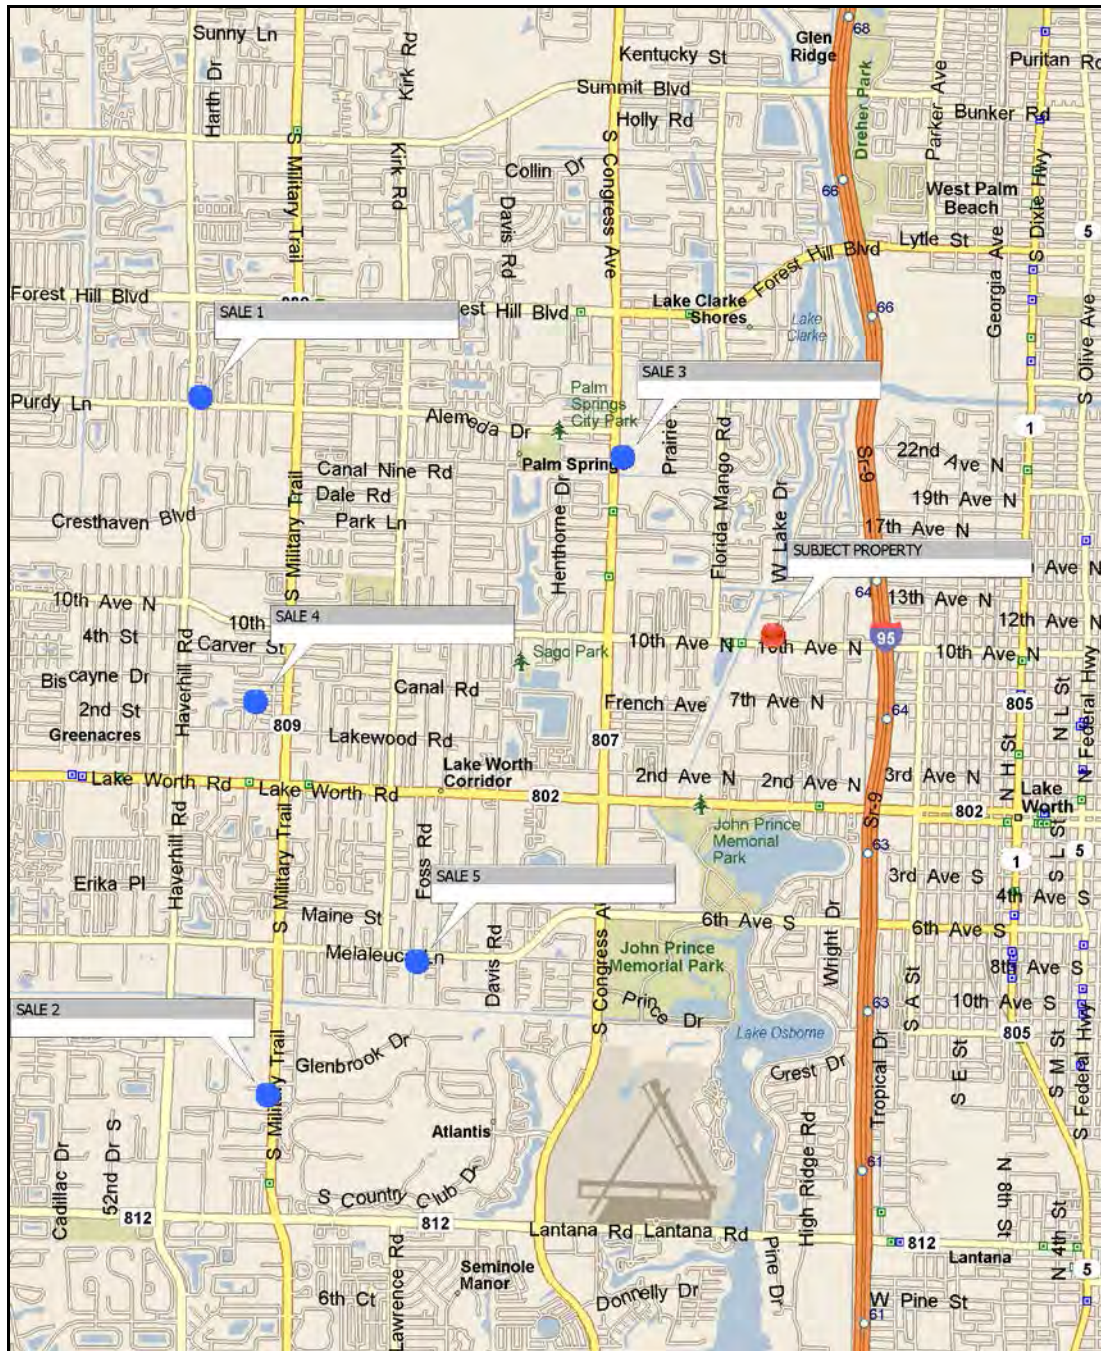 Sunny Ln
Harth Dr
Kirk Rd
Kentucky St
Glen
Ridge
68
Puritan Rd
Summit Blvd
Holly Rd
Dreher Park
Parker Ave
Bunker Rd
S Military Trail
Kirk Rd
Collin Dr
Davis Rd
S Congress Ave
66
West Palm
Beach
S Dixie Hwy
5
Lytle St
Forest Hill Blvd
Georgia Ave
Forest Hill Blvd
SALE 1
est Hill Blvd
Lake Clarke
Shores
Lake
Clarke
66
S Olive Ave
SALE 3
Purdy Ln
Alemeda Dr
Palm
Springs
City Park
Prairie
Florida Mango Rd
1
Palm Spring
Sr-9
22nd Ave N
Canal Nine Rd
Dale Rd
Park Ln
Cresthaven Blvd
S Military Trail
Henthorne Dr
W Lake Dr
19th Ave N
17th Ave N
SUBJECT PROPERTY
Ave N
64
13th Ave N
12th Ave N
10th Ave N
SALE 4
10th
4th St
Carver St
Haverhill Rd
10th Ave N
10th Ave N
95
10th Ave N
Sago Park
Biscayne Dr
2nd St
Greenacres
Canal Rd
French Ave
7th Ave N
805
N L St
N Federal Hwy
809
Lakewood Rd
807
64
Lake Worth
Corridor
2nd Ave N
2nd Ave N
3rd Ave N
N H St
Lake Worth Rd
Lake Worth Rd
802
802
Lake
Worth
Sr-9
John Prince
Memorial
Park
63
Haverhill Rd
S Military Trail
Foss Rd
1
S L St
5
Erika Pl
SALE 5
3rd Ave S
4th Ave S
Maine St
6th Ave S
6th Ave S
Melaleuc Ln
Davis Rd
S Congress A
John Prince
Memorial Park
Wright Dr
8th Ave S
Prince Dr
S A St
10th Ave S
SALE 2
63
Lake Osborne
805
Glenbrook Dr
Crest Dr
Tropical Dr
S E St
S M St
S Federal Hwy
S Military Trail
Atlantis
Cadillac Dr
52nd Dr S
High Ridge Rd
61
S Country Club Dr
N 8th St
812
812
Lantana Rd
Lantana Rd
812
Lantana
N 4th St
Lawrence Rd
Seminole
Manor
Pine Dr
5
6th Ct
Donnelly Dr
W Pine St
61